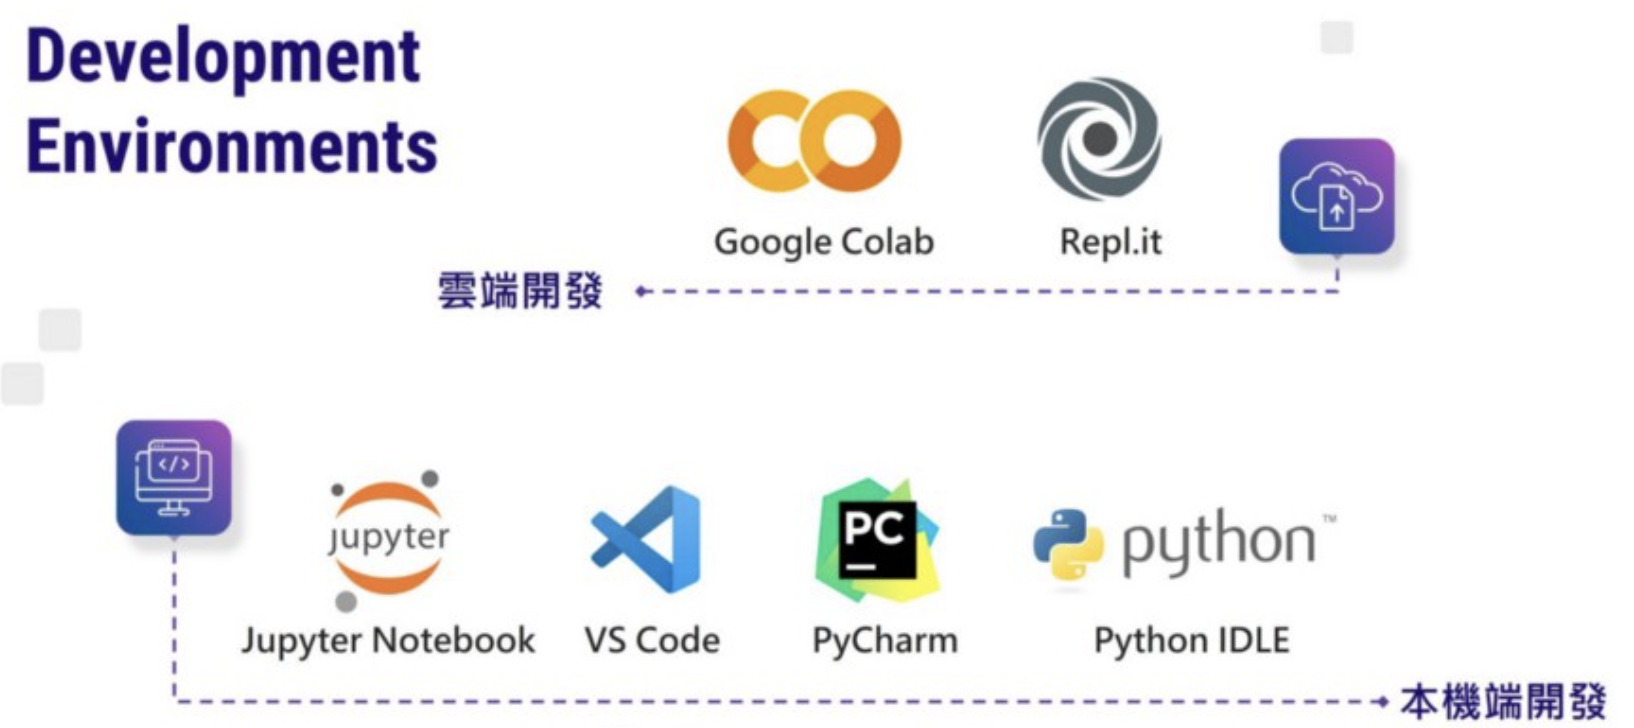 Development
Environments
Google Colab
Repl.it
雲端開發
</>
jupyter
PC
python™
Jupyter Notebook
VS Code
PyCharm
Python IDLE
本機端開發